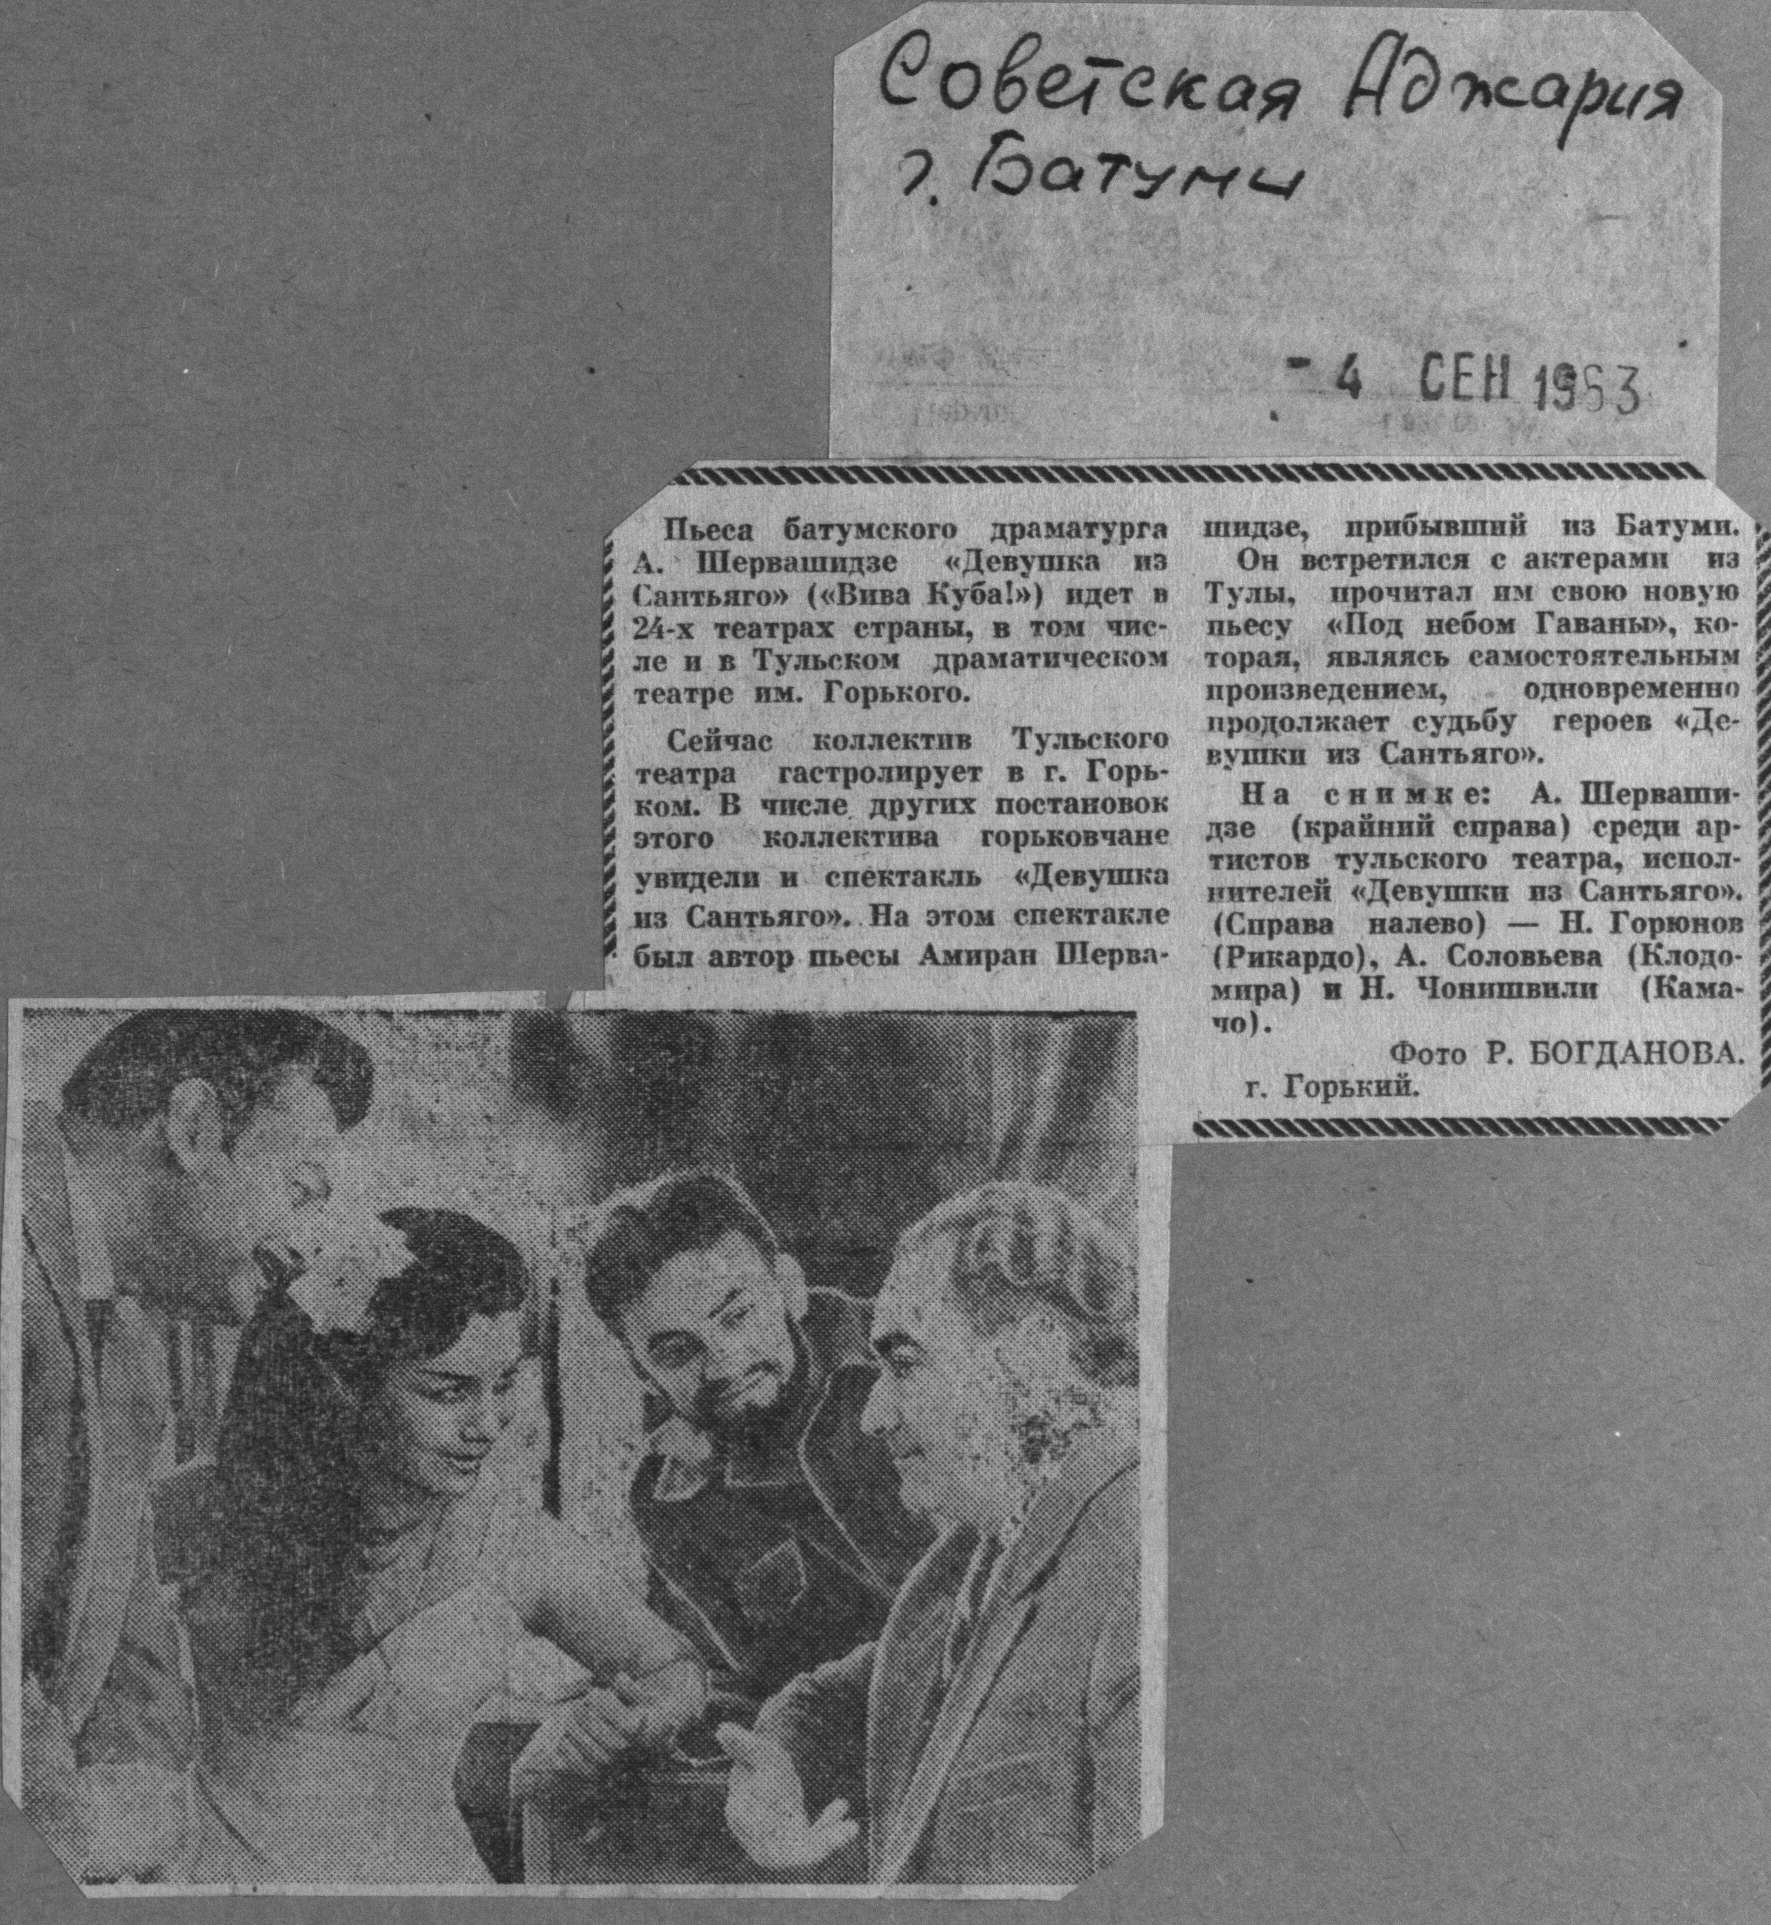 Советская Аджария
г. Батуми
- 4 СЕН 1963
Пьеса батумского драматурга
А. Шервашидзе «Девушка из
Сантьяго» («Вива Куба!») идет в
24-х театрах страны, в том чис-
ле и в Тульском драматическом
театре им. Горького.
Сейчас коллектив Тульского
театра гастролирует в г. Горь-
ком. В числе других постановок
этого коллектива горьковчане
увидели и спектакль «Девушка
из Сантьяго». На этом спектакле
был автор пьесы Амиран Шерва-
шидзе, прибывший из Батуми.
Он встретился с актерами из
Тулы, прочитал им свою новую
пьесу «Под небом Гаваны», ко-
торая, являясь самостоятельным
произведением, одновременно
продолжает судьбу героев «Де-
вушки из Сантьяго».
На снимке: А. Шерваши-
дзе (крайний справа) среди ар-
тистов тульского театра, испол-
нителей «Девушки из Сантьяго».
(Справа налево) — Н. Горюнов
(Рикардо), А. Соловьева (Клодо-
мира) и Н. Чонишвили (Кама-
чо).
Фото Р. БОГДАНОВА.
г. Горький.